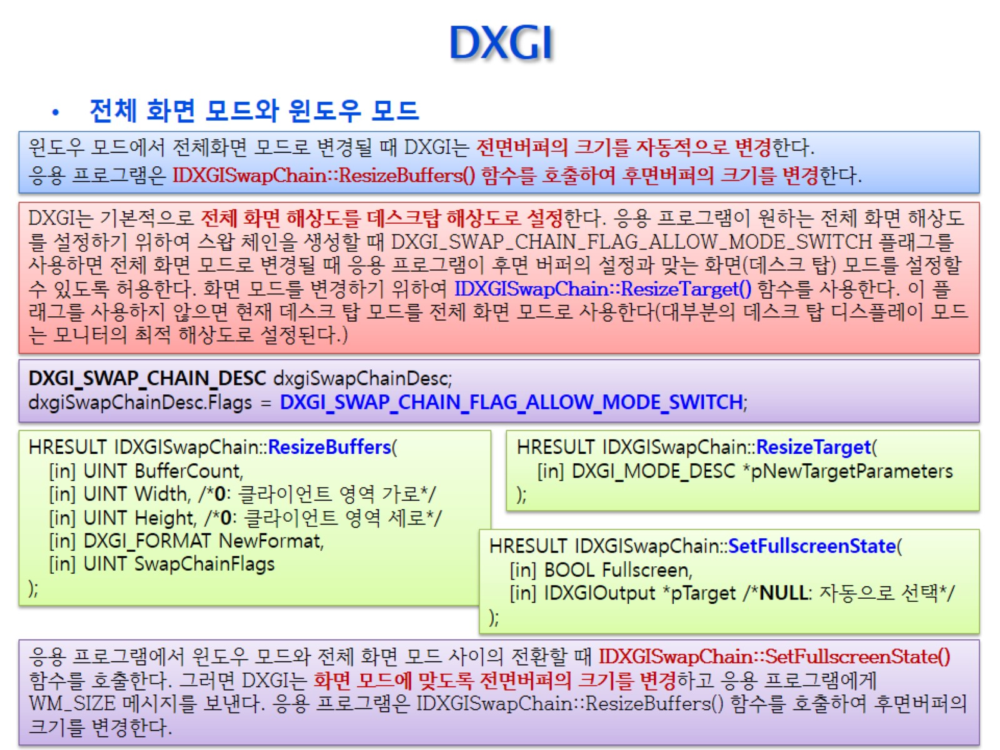 DXGI
• 전체 화면 모드와 윈도우 모드
윈도우 모드에서 전체화면 모드로 변경될 때 DXGI는 전면버퍼의 크기를 자동적으로 변경한다.
응용 프로그램은 IDXGISwapChain::ResizeBuffers() 함수를 호출하여 후면버퍼의 크기를 변경한다.
DXGI는 기본적으로 전체 화면 해상도를 데스크탑 해상도로 설정한다. 응용 프로그램이 원하는 전체 화면 해상도
를 설정하기 위하여 스왑 체인을 생성할 때 DXGI_SWAP_CHAIN_FLAG_ALLOW_MODE_SWITCH 플래그를
사용하면 전체 화면 모드로 변경될 때 응용 프로그램이 후면 버퍼의 설정과 맞는 화면(데스크 탑) 모드를 설정할
수 있도록 허용한다. 화면 모드를 변경하기 위하여 IDXGISwapChain::ResizeTarget() 함수를 사용한다. 이 플
래그를 사용하지 않으면 현재 데스크 탑 모드를 전체 화면 모드로 사용한다(대부분의 데스크 탑 디스플레이 모드
는 모니터의 최적 해상도로 설정된다.)
DXGI_SWAP_CHAIN_DESC dxgiSwapChainDesc;
dxgiSwapChainDesc.Flags = DXGI_SWAP_CHAIN_FLAG_ALLOW_MODE_SWITCH;
HRESULT IDXGISwapChain::ResizeBuffers(
[in] UINT BufferCount,
[in] UINT Width, /*0: 클라이언트 영역 가로*/
[in] UINT Height, /*0: 클라이언트 영역 세로*/
[in] DXGI_FORMAT NewFormat,
[in] UINT SwapChainFlags
);
HRESULT IDXGISwapChain::ResizeTarget(
[in] DXGI_MODE_DESC *pNewTargetParameters
);
HRESULT IDXGISwapChain::SetFullscreenState(
[in] BOOL Fullscreen,
[in] IDXGIOutput *pTarget /*NULL: 자동으로 선택*/
);
응용 프로그램에서 윈도우 모드와 전체 화면 모드 사이의 전환할 때 IDXGISwapChain::SetFullscreenState()
함수를 호출한다. 그러면 DXGI는 화면 모드에 맞도록 전면버퍼의 크기를 변경하고 응용 프로그램에게
WM_SIZE 메시지를 보낸다. 응용 프로그램은 IDXGISwapChain::ResizeBuffers() 함수를 호출하여 후면버퍼의
크기를 변경한다.